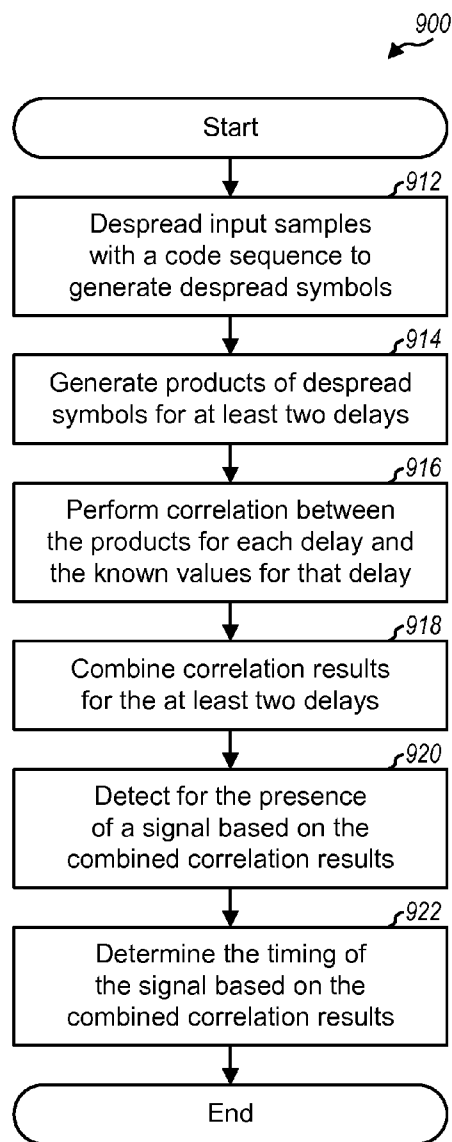 900
Start
912
Despread input samples
with a code sequence to
generate despread symbols
914
Generate products of despread
symbols for at least two delays
916
Perform correlation between
the products for each delay and
the known values for that delay
918
Combine correlation results
for the at least two delays
920
Detect for the presence
of a signal based on the
combined correlation results
922
Determine the timing of
the signal based on the
combined correlation results
End